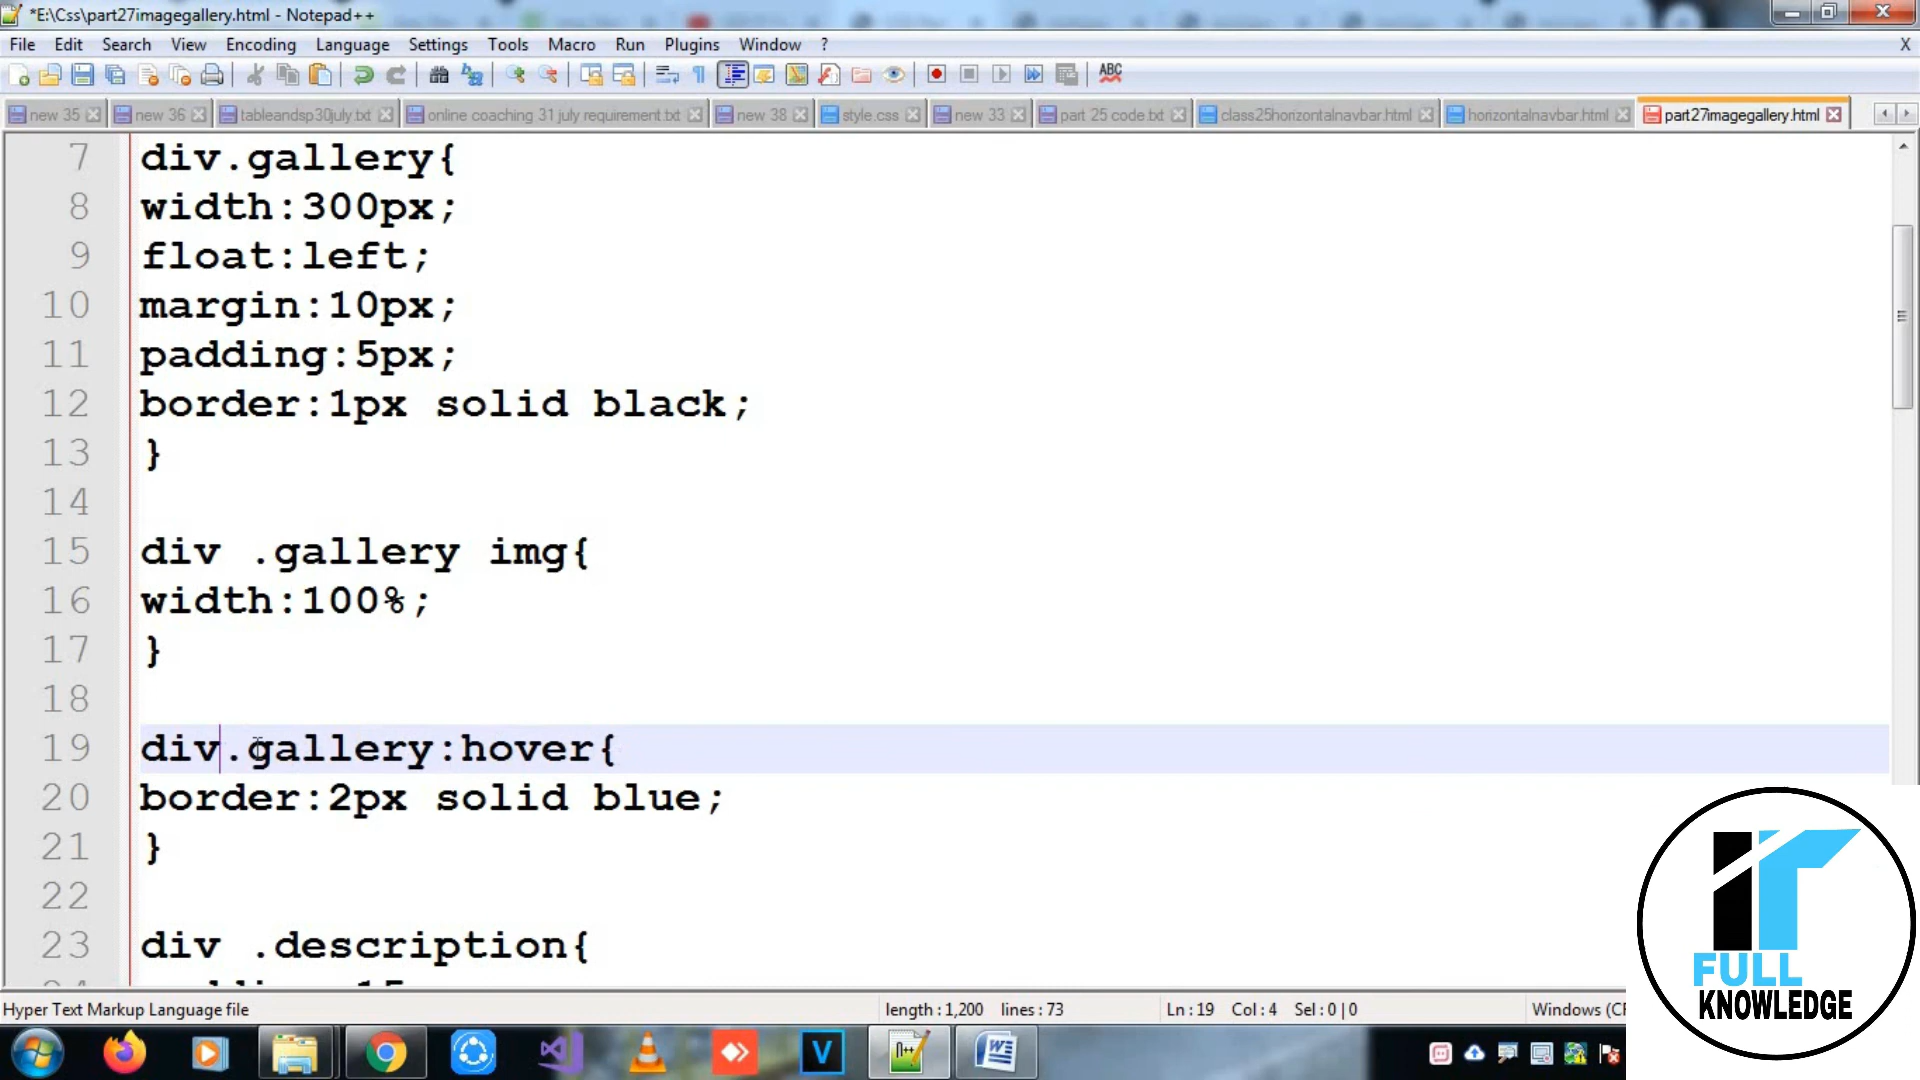 *E:\Css\part27imagegallery.html - Notepad++
File Edit Search View Encoding Language Settings Tools Macro Run Plugins Window ? X
ABC
new 35 new 36 tableandsp30july.txt online coaching 31 july requirement.txt new 38 style.css new 33 part 25 code.txt class25horizontalnavbar.html horizontalnavbar.html part27imagegallery.html
7 div.gallery{
8 width:300px;
9 float:left;
10 margin:10px;
11 padding:5px;
12 border:1px solid black;
13 }
14
15 div .gallery img{
16 width:100%;
17 }
18
19 div.gallery:hover{
20 border:2px solid blue;
21 }
22
23 div .description{
FULL
KNOWLEDGE
Hyper Text Markup Language file length : 1,200 lines : 73 Ln : 19 Col : 4 Sel : 0 | 0 Windows (CR